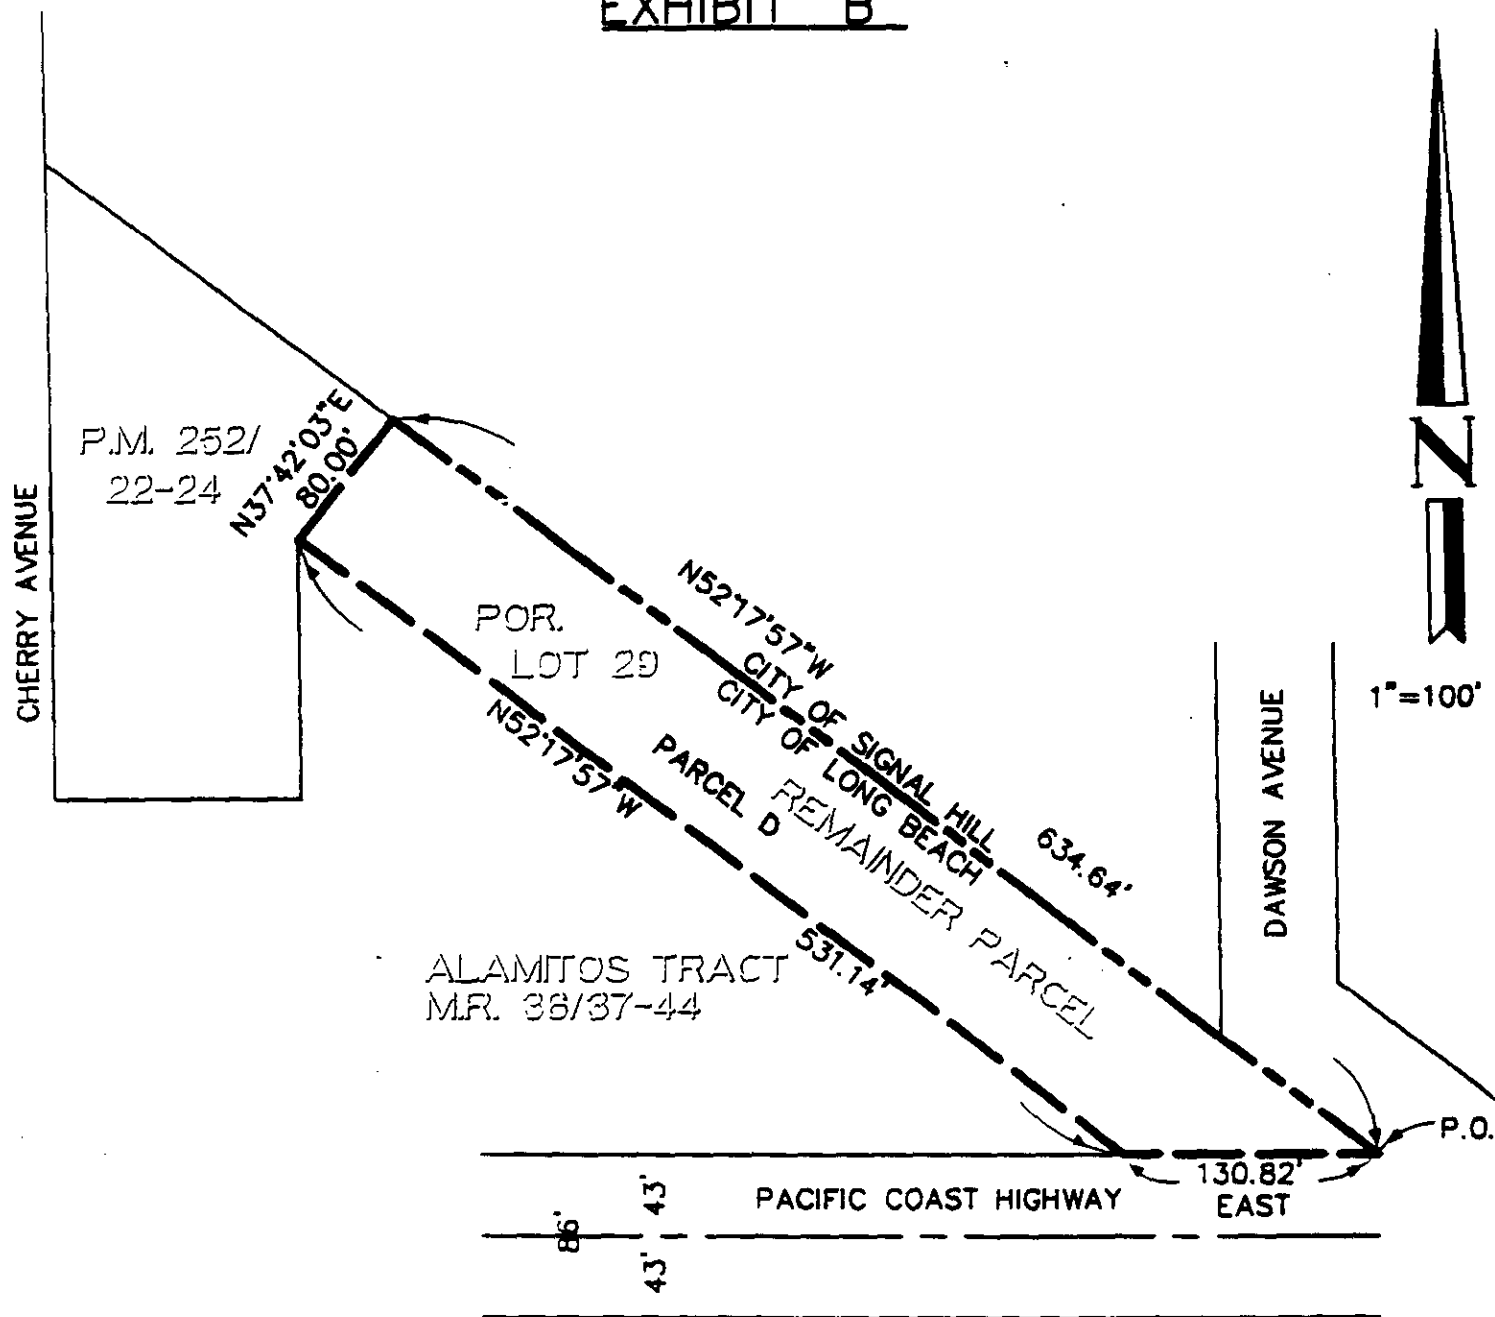 EXHIBIT "B"
P.M. 252/
22-24
N37°42'03"E
80.00'
CHERRY AVENUE
POR.
LOT 29
N52°17'57"W
CITY OF SIGNAL HILL
CITY OF LONG BEACH
634.64'
N52°17'57"W
PARCEL D
REMAINDER PARCEL
531.14'
DAWSON AVENUE
N
1"=100'
ALAMITOS TRACT
M.R. 36/37-44
P.O.
130.82'
EAST
PACIFIC COAST HIGHWAY
86'
43'
43'